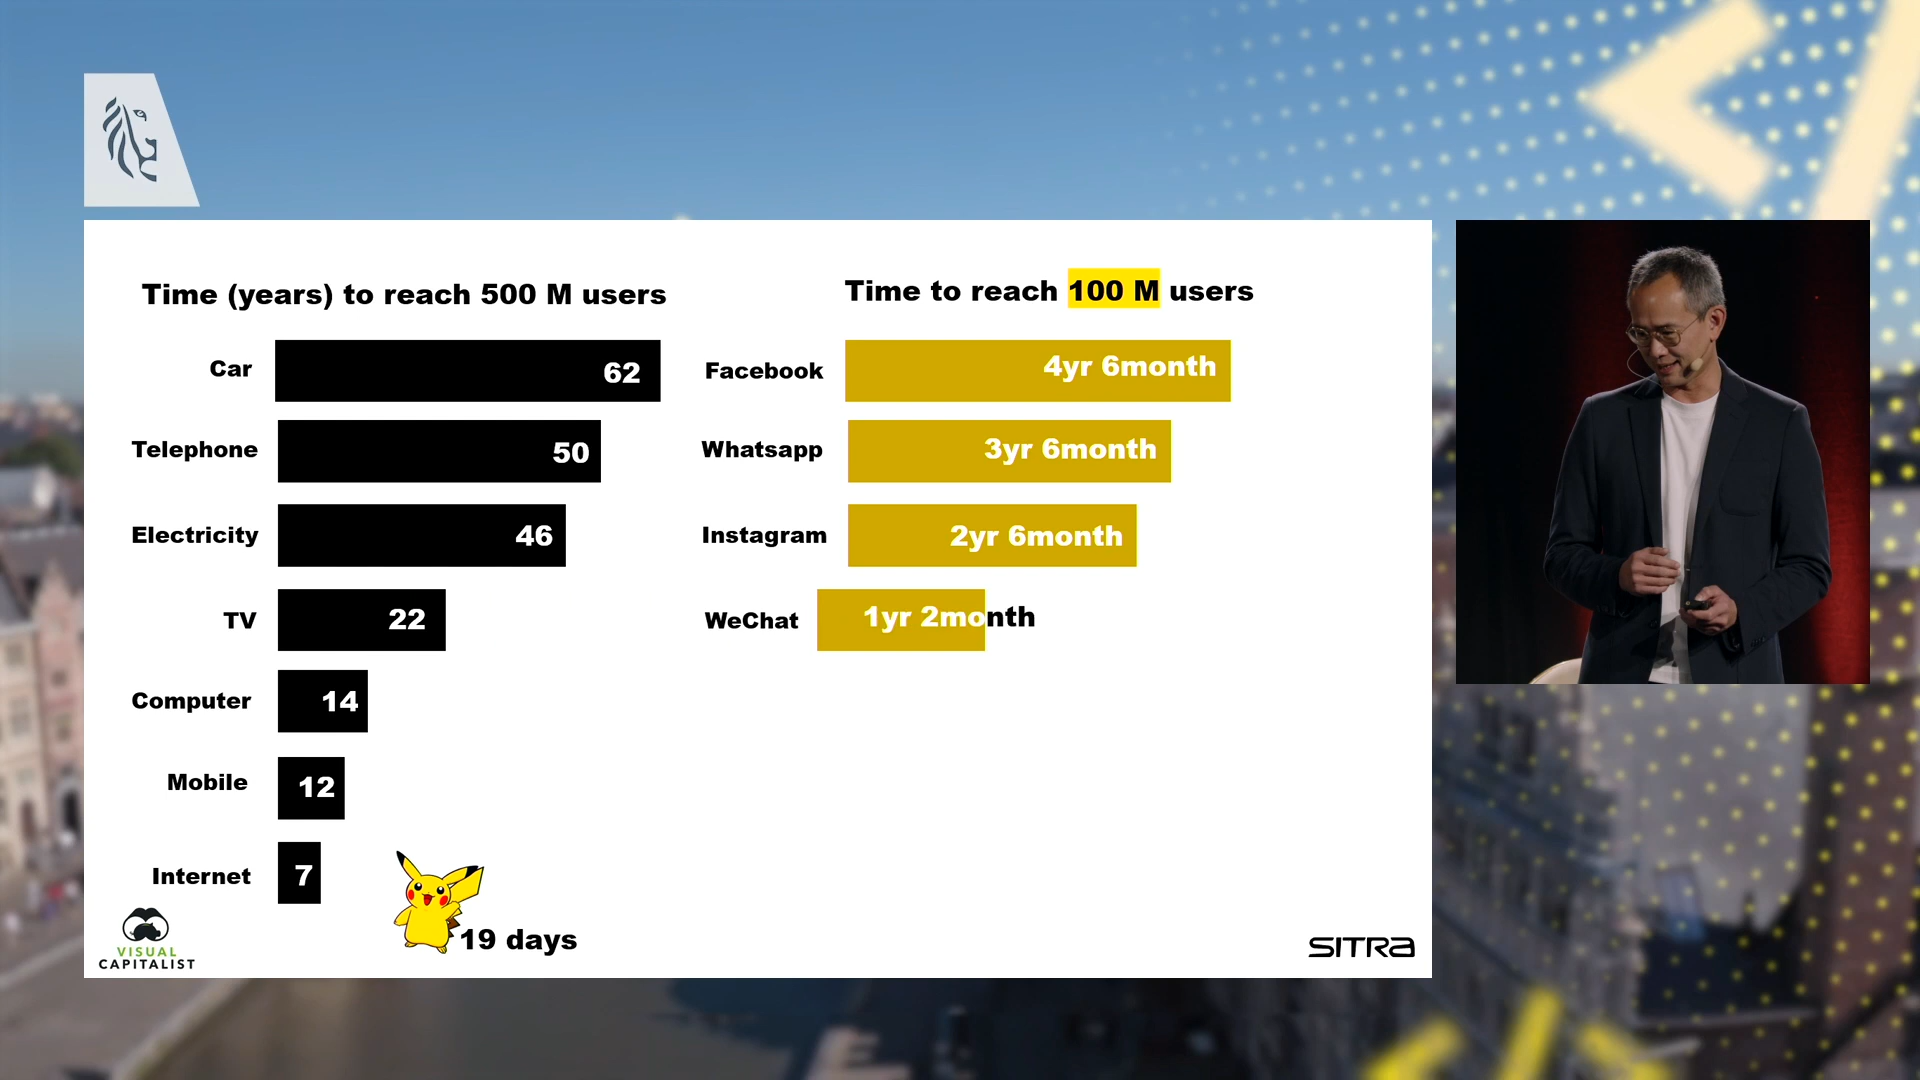 Time (years) to reach 500 M users
Car
62
Telephone
50
Electricity
46
TV
22
Computer
14
Mobile
12
Internet
7
19 days
VISUAL
CAPITALIST
Time to reach 100 M users
Facebook
4yr 6month
Whatsapp
3yr 6month
Instagram
2yr 6month
WeChat
1yr 2month
SITRA